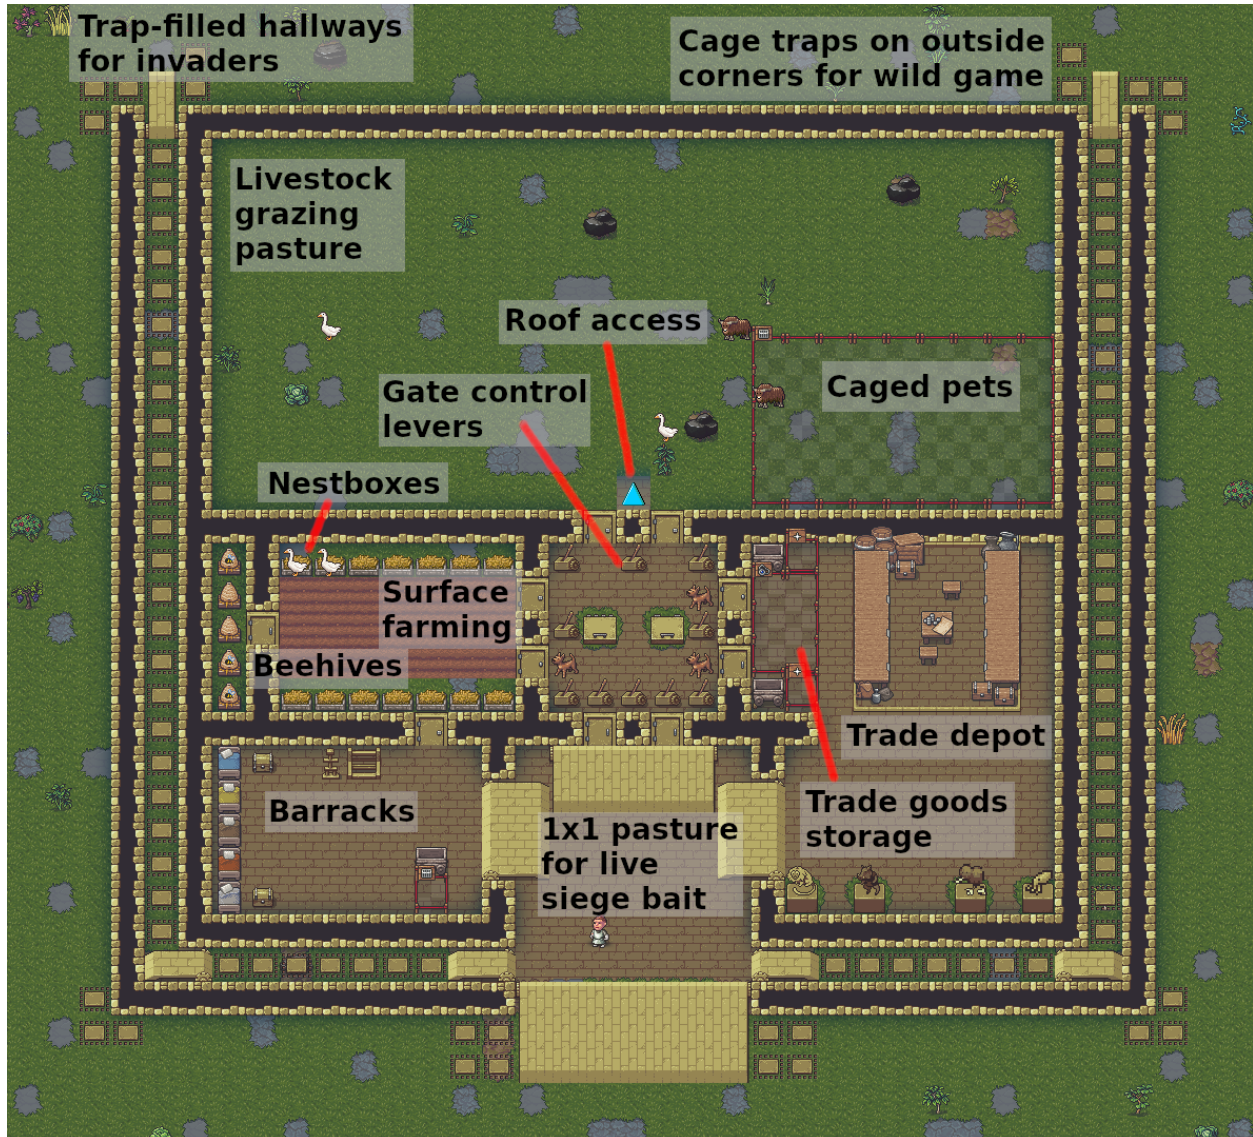 Trap-filled hallways
for invaders
Cage traps on outside
corners for wild game
Livestock
grazing
pasture
Roof access
Gate control
levers
Caged pets
Nestboxes
Surface
farming
Beehives
Trade depot
Barracks
1x1 pasture
for live
siege bait
Trade goods
storage